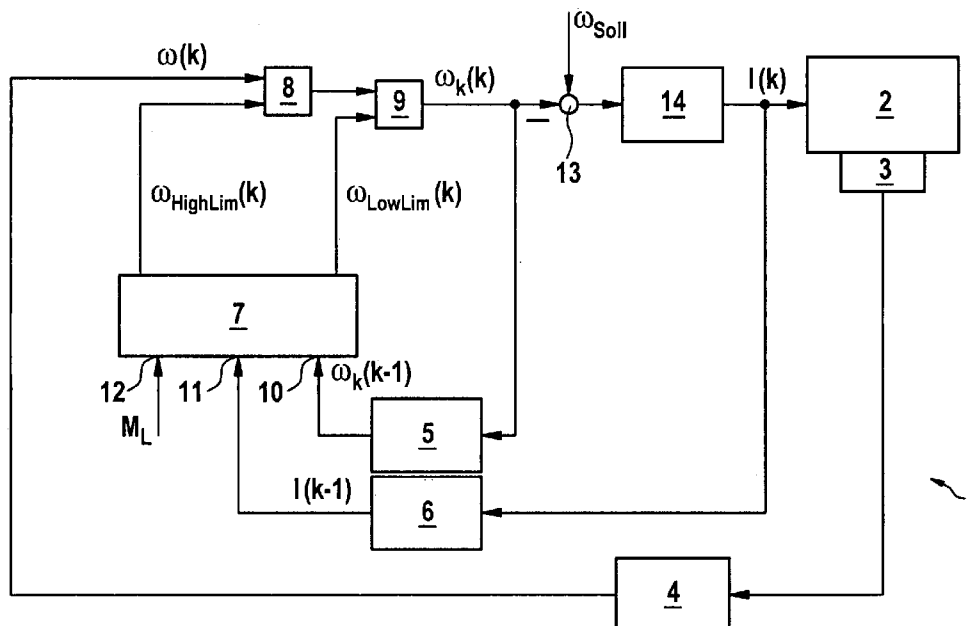 ω(k)
8
9
ωk(k)
ωSoll
–
13
14
I(k)
2
3
ωHighLim(k)
ωLowLim(k)
7
12
11
10
ML
ωk(k-1)
5
I(k-1)
6
4